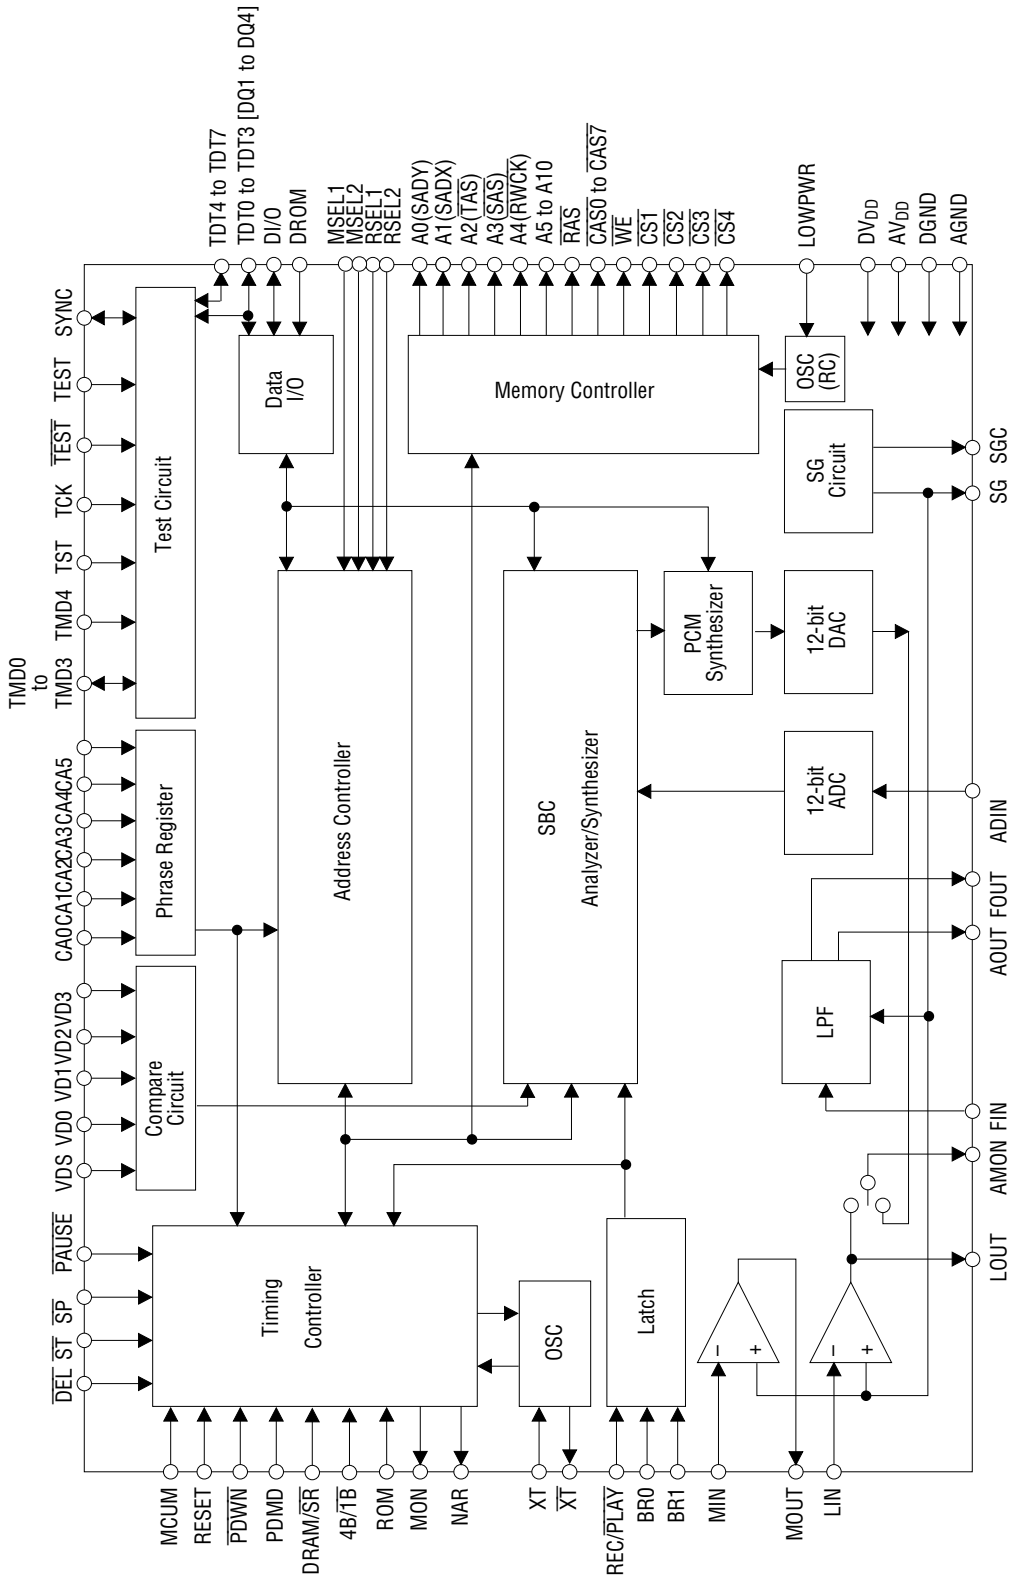 TMD0
to
TMD3
TMD4
TST
TCK
TEST
TEST
SYNC
CA0CA1CA2CA3CA4CA5
VDS VD0 VD1 VD2 VD3
DEL ST SP PAUSE
TDT4 to TDT7
TDT0 to TDT3 [DQ1 to DQ4]
DI/O
DROM
MSEL1
MSEL2
RSEL1
RSEL2
A0(SADY)
A1(SADX)
A2(TAS)
A3(SAS)
A4(RWCK)
A5 to A10
RAS
CAS0 to CAS7
WE
CS1
CS2
CS3
CS4
LOWPWR
DVDD
AVDD
DGND
AGND
Test Circuit
Phrase Register
Compare
Circuit
Timing
Controller
Data
I/O
Address Controller
Memory Controller
OSC
(RC)
SG
Circuit
SBC
Analyzer/Synthesizer
PCM
Synthesizer
12-bit
DAC
12-bit
ADC
LPF
OSC
Latch
–
+
–
+
MCUM
RESET
PDWN
PDMD
DRAM/SR
4B/1B
ROM
MON
NAR
XT
XT
REC/PLAY
BR0
BR1
MIN
MOUT
LIN
LOUT
AMON FIN
AOUT FOUT
ADIN
SG
SGC